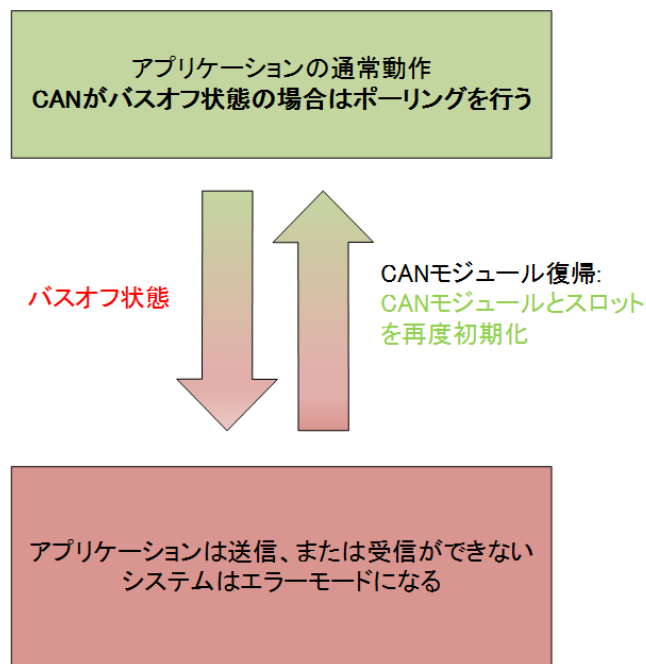 アプリケーションの通常動作
CANがバスオフ状態の場合はポーリングを行う
バスオフ状態
CANモジュール復帰:
CANモジュールとスロット
を再度初期化
アプリケーションは送信、または受信ができない
システムはエラーモードになる